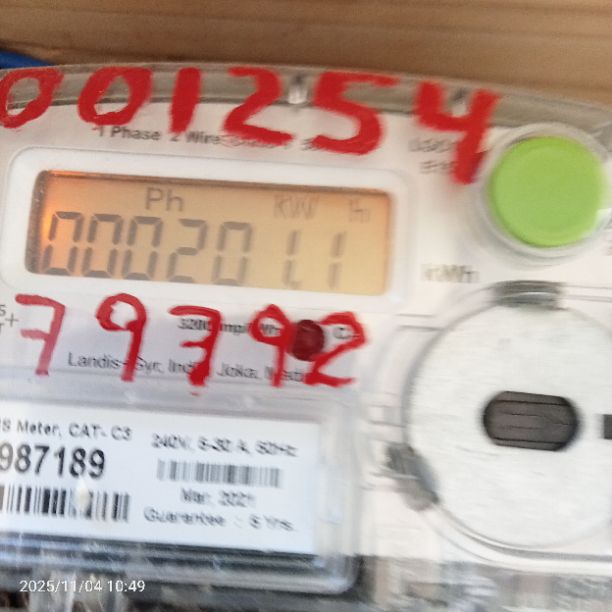 001254
1 Phase 2 Wire
Ph kW h
0002011
kWh
79792
3200 imp/kWh
Landis+Gyr, India, Joka,
S Meter, CAT- C3
987189
240V, 5-30 A, 50Hz
Mar, 2021
Guarantee : 5 Yrs.
2025/11/04 10:49